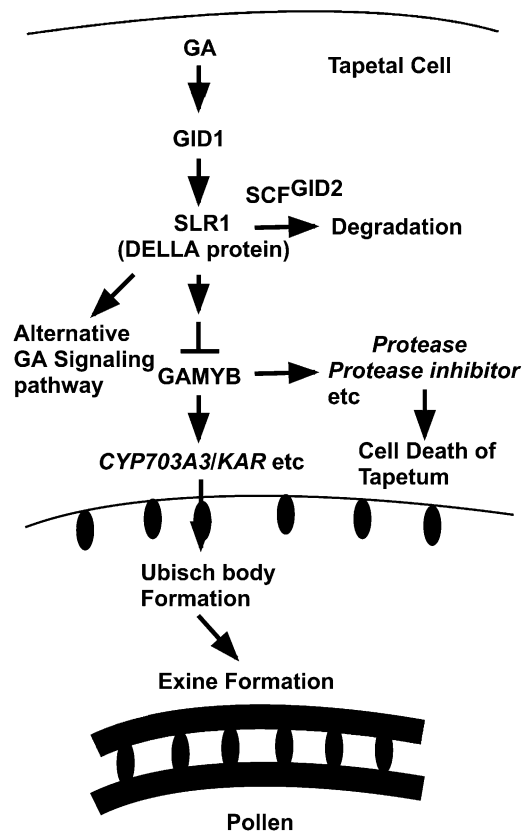 GA
Tapetal Cell
GID1
SCFGID2
SLR1
(DELLA protein)
Degradation
Alternative
GA Signaling
pathway
GAMYB
Protease
Protease inhibitor
etc
CYP703A3/KAR etc
Cell Death of
Tapetum
Ubisch body
Formation
Exine Formation
Pollen